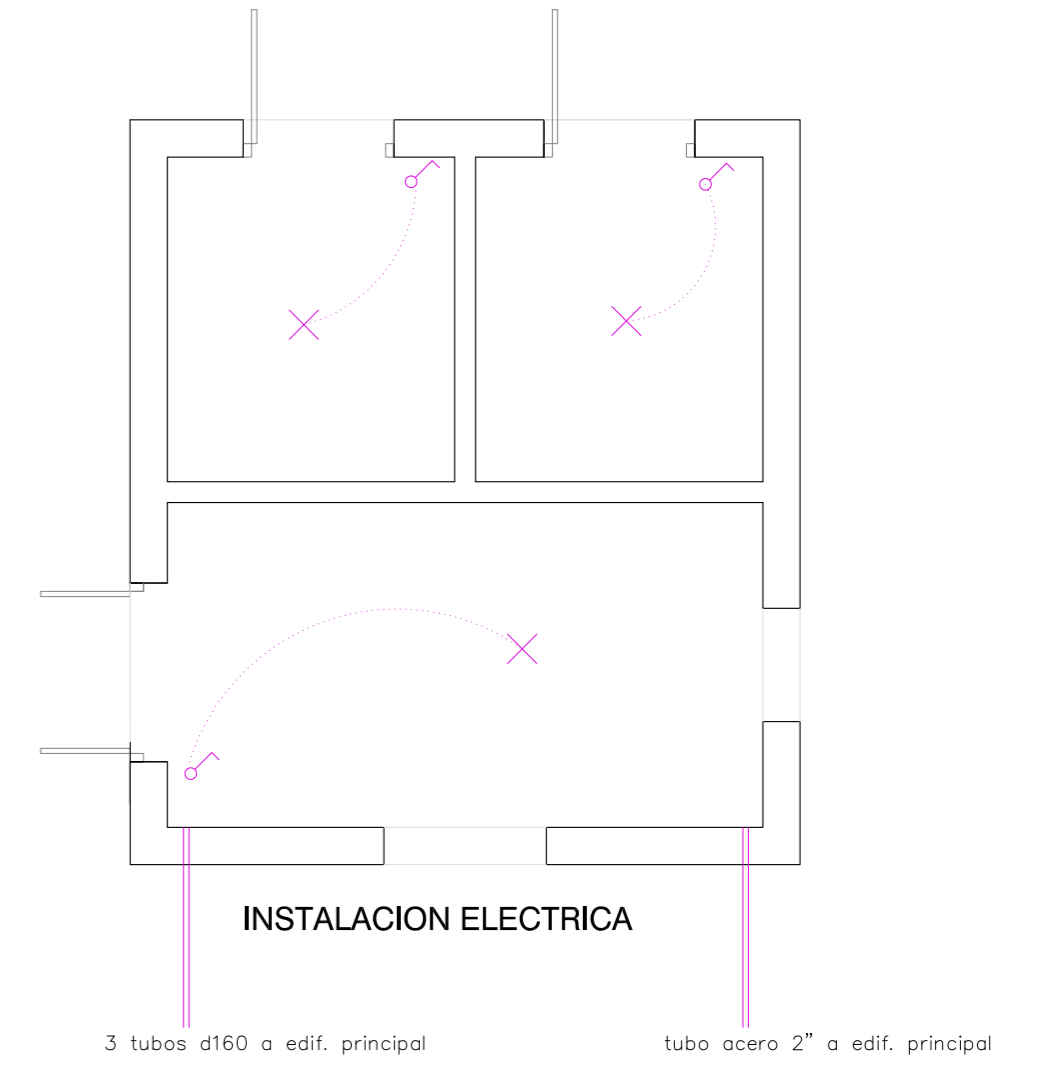 INSTALACION ELECTRICA
3 tubos d160 a edif. principal
tubo acero 2" a edif. principal